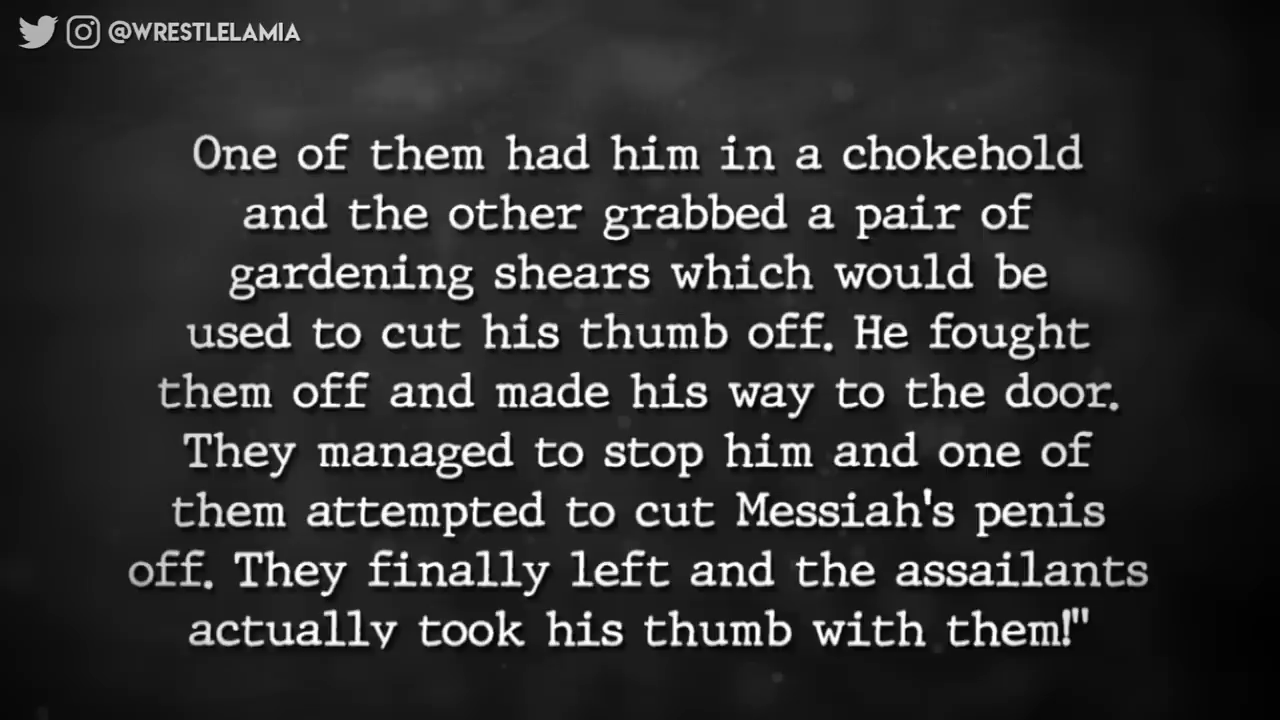 @WRESTLELAMIA
One of them had him in a chokehold
and the other grabbed a pair of
gardening shears which would be
used to cut his thumb off. He fought
them off and made his way to the door.
They managed to stop him and one of
them attempted to cut Messiah's penis
off. They finally left and the assailants
actually took his thumb with them!"